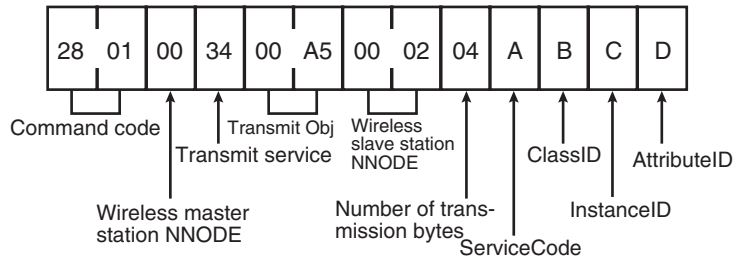 28 01 00 34 00 A5 00 02 04 A B C D
Command code
Transmit Obj
Wireless
slave station
NNODE
Transmit service
ClassID
AttributeID
Wireless master
station NNODE
Number of trans-
mission bytes
InstanceID
ServiceCode